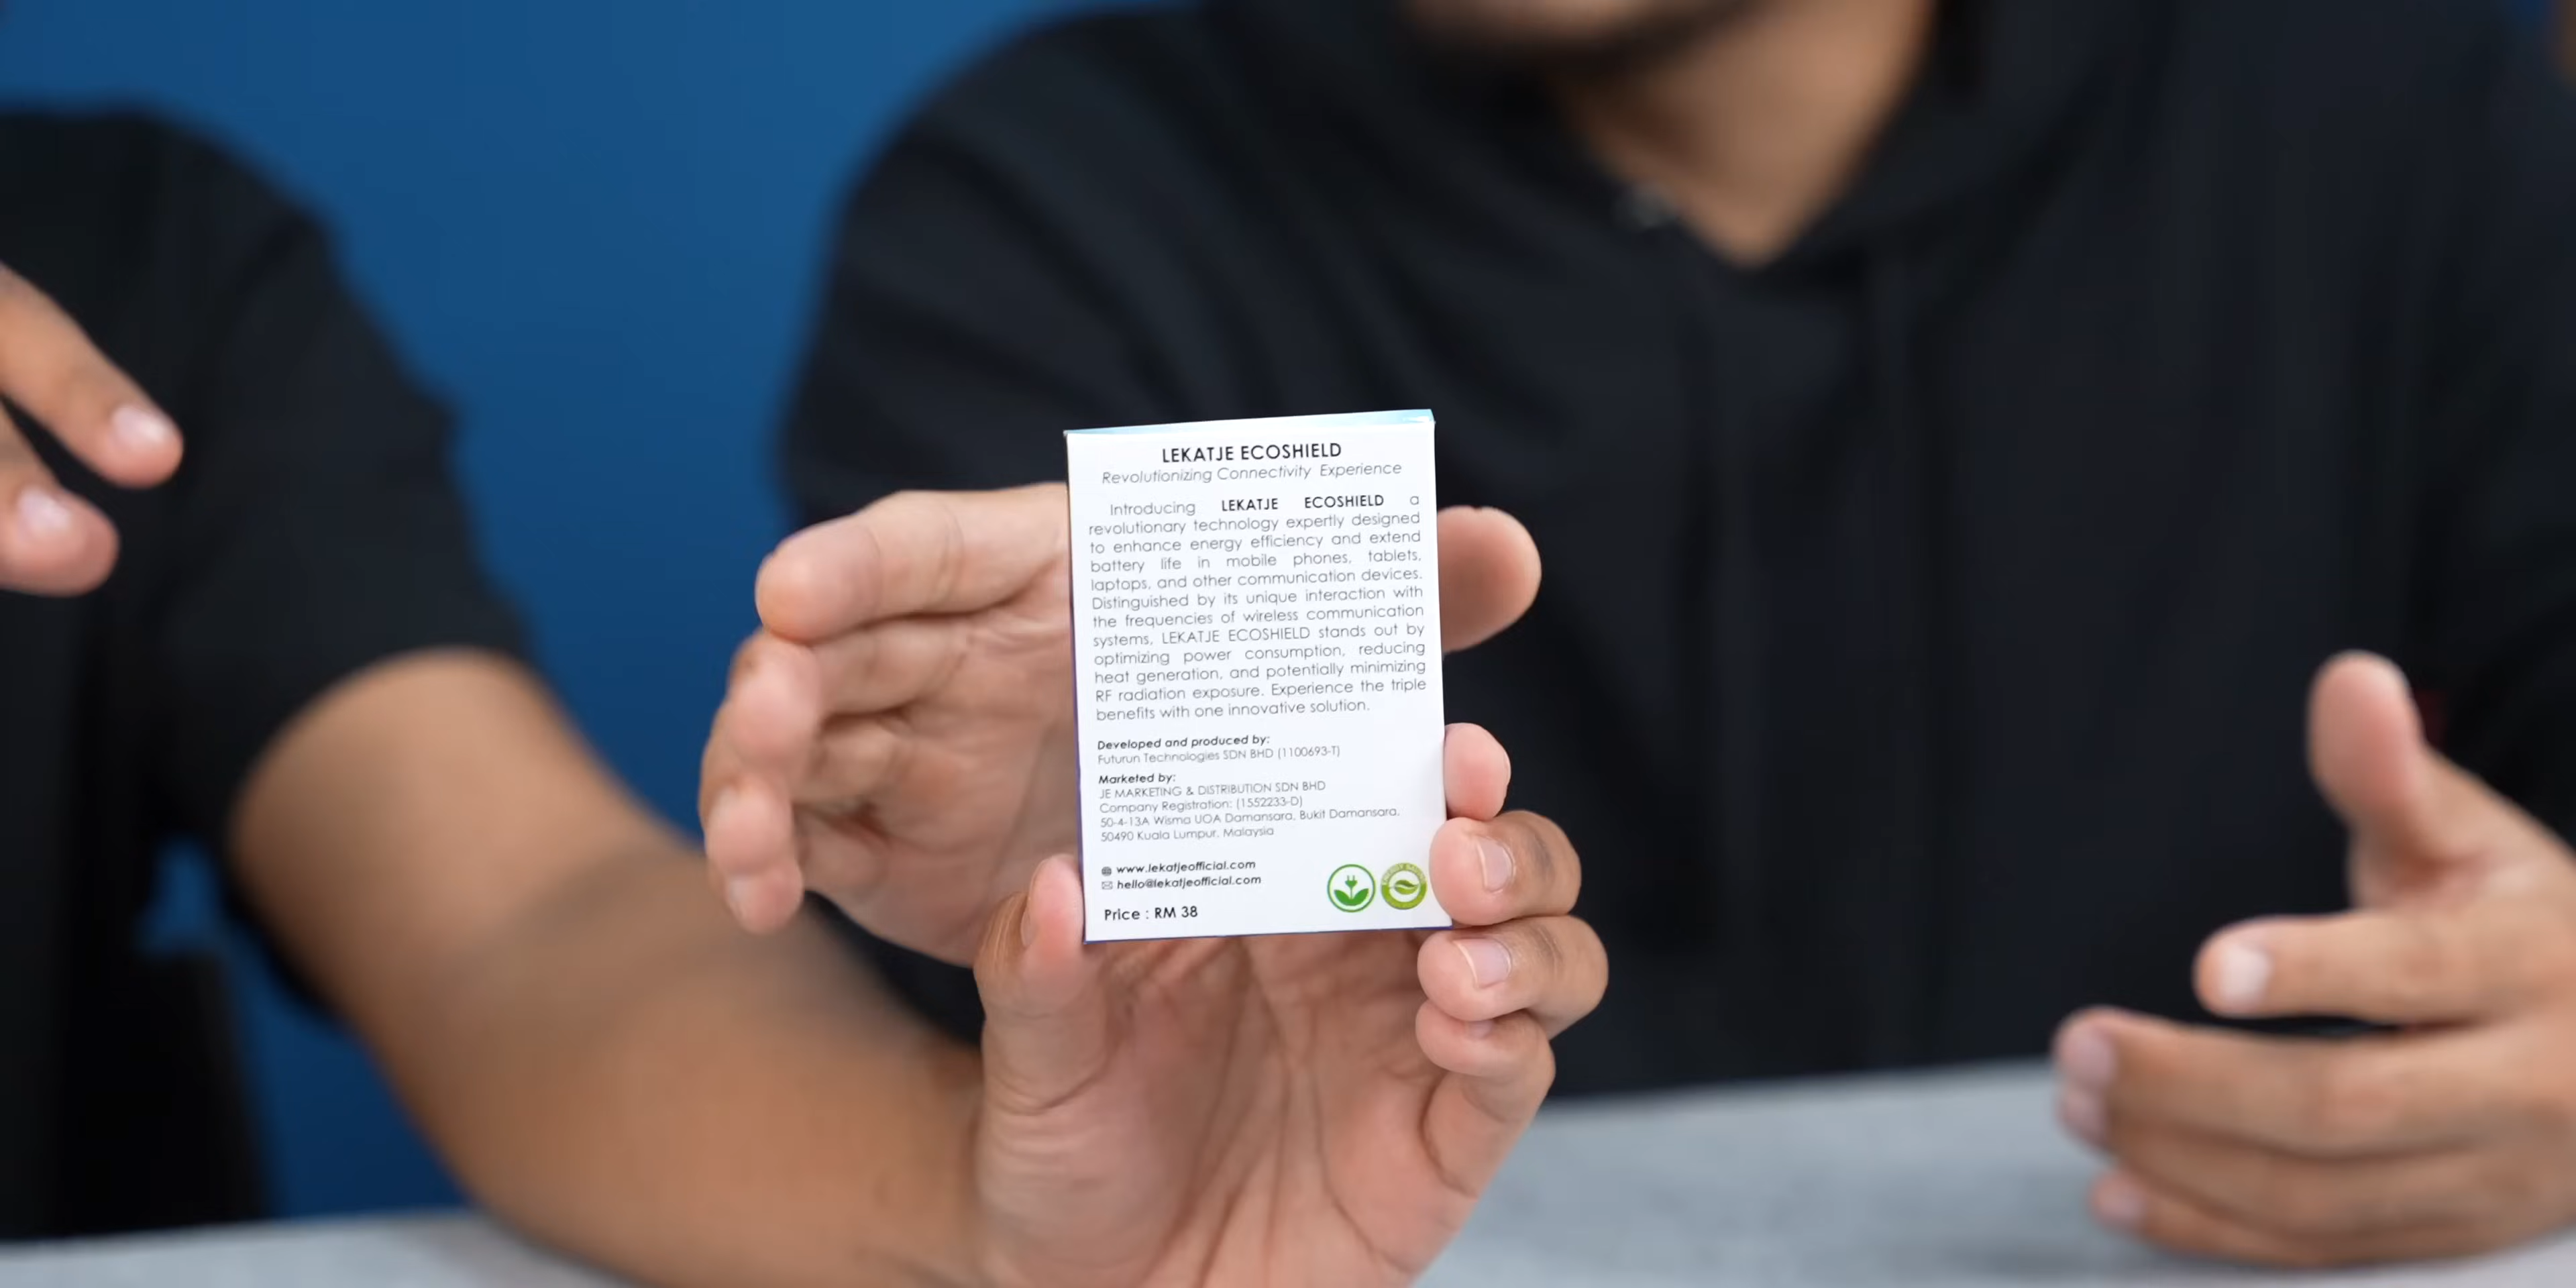 LEKATJE ECOSHIELD
Revolutionizing Connectivity Experience
Introducing LEKATJE ECOSHIELD a
revolutionary technology expertly designed
to enhance energy efficiency and extend
battery life in mobile phones, tablets,
laptops, and other communication devices.
Distinguished by its unique interaction with
the frequencies of wireless communication
systems, LEKATJE ECOSHIELD stands out by
optimizing power consumption, reducing
heat generation, and potentially minimizing
RF radiation exposure. Experience the triple
benefits with one innovative solution.
Developed and produced by:
Futurun Technologies SDN BHD (1100693-T)
Marketed by:
JE MARKETING & DISTRIBUTION SDN BHD
Company Registration: (1552233-D)
50-4-13A Wisma UOA Damansara, Bukit Damansara,
50490 Kuala Lumpur, Malaysia
www.lekatjeofficial.com
hello@lekatjeofficial.com
Price : RM 38